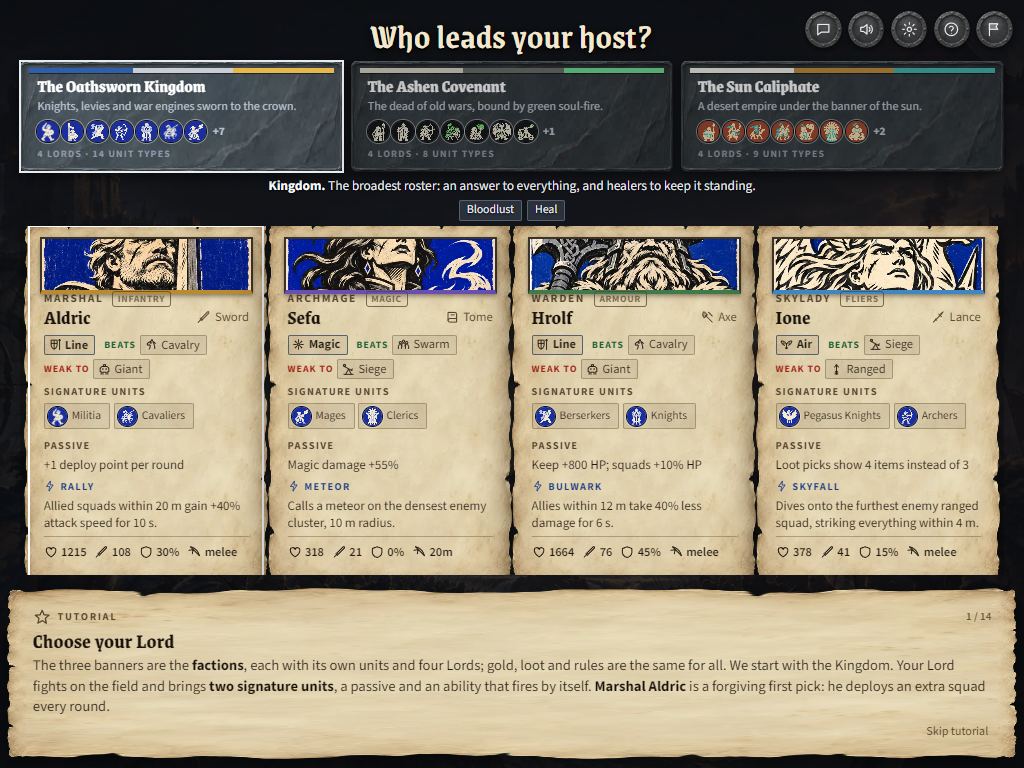 Who leads your host?
The Oathsworn Kingdom
Knights, levies and war engines sworn to the crown.
+7
4 LORDS · 14 UNIT TYPES
The Ashen Covenant
The dead of old wars, bound by green soul-fire.
+1
4 LORDS · 8 UNIT TYPES
The Sun Caliphate
A desert empire under the banner of the sun.
+2
4 LORDS · 9 UNIT TYPES
Kingdom. The broadest roster: an answer to everything, and healers to keep it standing.
Bloodlust Heal
MARSHAL INFANTRY
Aldric Sword
Line BEATS Cavalry
WEAK TO Giant
SIGNATURE UNITS
Militia Cavaliers
PASSIVE
+1 deploy point per round
RALLY
Allied squads within 20 m gain +40%
attack speed for 10 s.
1215 108 30% melee
ARCHMAGE MAGIC
Sefa Tome
Magic BEATS Swarm
WEAK TO Siege
SIGNATURE UNITS
Mages Clerics
PASSIVE
Magic damage +55%
METEOR
Calls a meteor on the densest enemy
cluster, 10 m radius.
318 21 0% 20m
WARDEN ARMOUR
Hrolf Axe
Line BEATS Cavalry
WEAK TO Giant
SIGNATURE UNITS
Berserkers Knights
PASSIVE
Keep +800 HP; squads +10% HP
BULWARK
Allies within 12 m take 40% less
damage for 6 s.
1664 76 45% melee
SKYLADY FLIERS
Ione Lance
Air BEATS Siege
WEAK TO Ranged
SIGNATURE UNITS
Pegasus Knights Archers
PASSIVE
Loot picks show 4 items instead of 3
SKYFALL
Dives onto the furthest enemy ranged
squad, striking everything within 4 m.
378 41 15% melee
TUTORIAL 1 / 14
Choose your Lord
The three banners are the factions, each with its own units and four Lords; gold, loot and rules are the same for all. We start with the Kingdom. Your Lord
fights on the field and brings two signature units, a passive and an ability that fires by itself. Marshal Aldric is a forgiving first pick: he deploys an extra squad
every round.
Skip tutorial